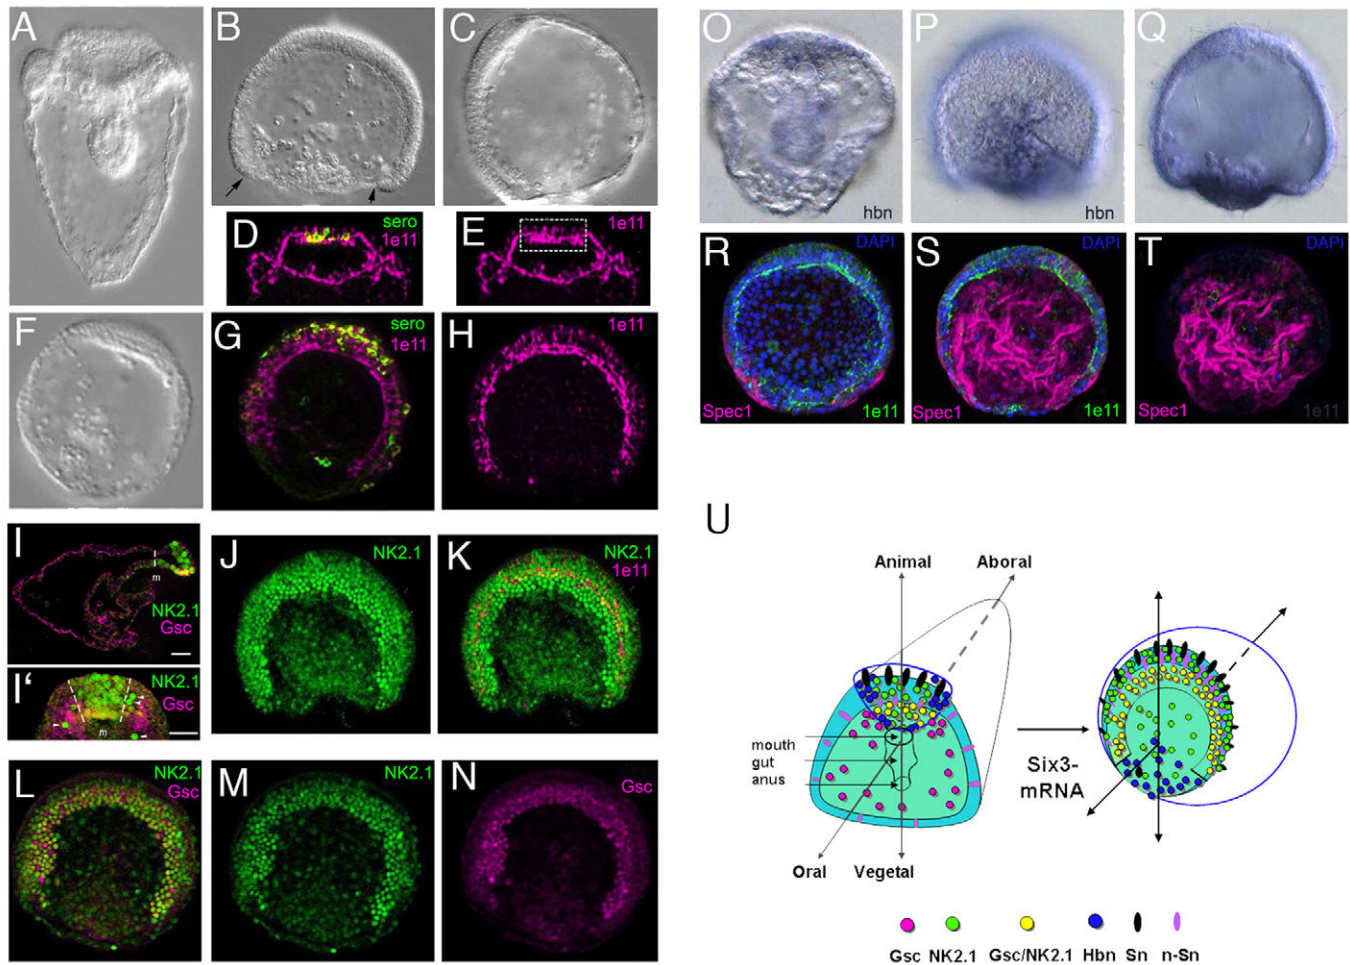 A
B
C
sero
D
1e11
E
1e11
F
G
sero
1e11
H
1e11
I
m
NK2.1
Gsc
I'
NK2.1
Gsc
m
J
NK2.1
K
NK2.1
1e11
L
NK2.1
Gsc
M
NK2.1
N
Gsc
O
hbn
P
hbn
Q
R
DAPI
Spec1
1e11
S
DAPI
Spec1
1e11
T
DAPI
Spec1
1e11
U
Animal
Aboral
mouth
gut
anus
Oral
Vegetal
Six3-
mRNA
Gsc NK2.1 Gsc/NK2.1 Hbn Sn n-Sn